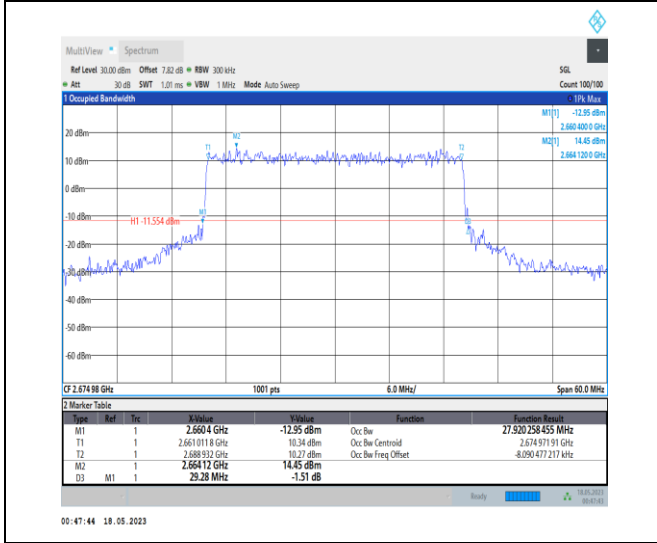 MultiView Spectrum
Ref Level 30.00 dBm Offset 7.82 dB RBW 300 kHz SGL
Att 30 dB SWT 1.01 ms VBW 1 MHz Mode Auto Sweep Count 100/100
1 Occupied Bandwidth 1Pk Max
M1[1] -12.95 dBm
2.660 400 0 GHz
M2[1] 14.45 dBm
2.664 120 0 GHz
20 dBm
M2
T1 T2
10 dBm
0 dBm
M1
-10 dBm
H1 -11.554 dBm
-20 dBm
-30 dBm
-40 dBm
-50 dBm
-60 dBm
CF 2.674 98 GHz 1001 pts 6.0 MHz/ Span 60.0 MHz
2 Marker Table
Type Ref Trc X-Value Y-Value Function Function Result
M1 1 2.6604 GHz -12.95 dBm Occ Bw 27.920 258 455 MHz
T1 1 2.661 011 8 GHz 10.34 dBm Occ Bw Centroid 2.674 971 91 GHz
T2 1 2.688 932 GHz 10.27 dBm Occ Bw Freq Offset -8.090 477 217 kHz
M2 1 2.66412 GHz 14.45 dBm
D3 M1 1 29.28 MHz -1.51 dB
Ready 18.05.2023
00:47:43
00:47:44 18.05.2023